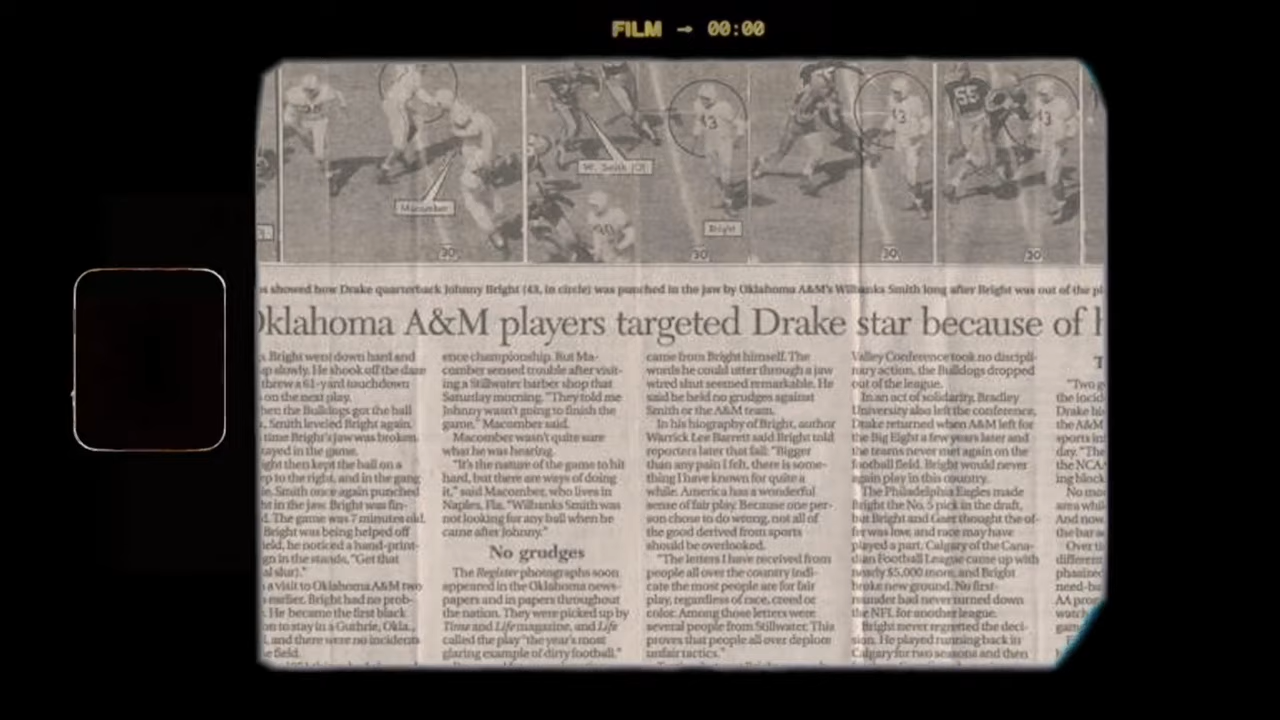 FILL → 00:00
55
43
43
43
W. Smith (O)
Macomber
Bright
30
30
30
30
showed how Drake quarterback Johnny Bright (43, in circle) was punched in the jaw by Oklahoma A&M's Wilbanks Smith long after Bright was out of the
Oklahoma A&M players targeted Drake star because of
Bright went down hard and
slowly. He shook off the daze
threw a 61-yard touchdown
on the next play.
the Bulldogs got the ball
Smith leveled Bright again.
time Bright's jaw was broken.
in the game.
then kept the ball on a
to the right, and in the gang
Smith once again punched
in the jaw. Bright was
The game was 7 minutes old.
Bright was being helped off
he noticed a hand-print-
in the stands, "Get that
slur)."
a visit to Oklahoma A&M two
earlier, Bright had no prob-
He became the first black
to stay in a Guthrie, Okla.,
and there were no incidents
field.
ence championship. But Ma-
comber sensed trouble after visit-
ing a Stillwater barber shop that
Saturday morning. "They told me
Johnny wasn't going to finish the
game," Macomber said.
Macomber wasn't quite sure
what he was hearing.
"It's the nature of the game to hit
hard, but there are ways of doing
it," said Macomber, who lives in
Naples, Fla. "Wilbanks Smith was
not looking for any ball when he
came after Johnny."
No grudges
The Register photographs soon
appeared in the Oklahoma news-
papers and in papers throughout
the nation. They were picked up by
Time and Life magazine, and Life
called the play "the year's most
glaring example of dirty football."
came from Bright himself. The
words he could utter through a jaw
wired shut seemed remarkable. He
said he held no grudges against
Smith or the A&M team.
In his biography of Bright, author
Warrick Lee Barrett said Bright told
reporters later that fall: "Bigger
than any pain I felt, there is some-
thing I have known for quite a
while. America has a wonderful
sense of fair play. Because one per-
son chose to do wrong, not all of
the good derived from sports
should be overlooked.
"The letters I have received from
people all over the country indi-
cate the most people are for fair
play, regardless of race, creed or
color. Among those letters were
several people from Stillwater. This
proves that people all over deplore
unfair tactics."
Valley Conference took no discipli-
nary action, the Bulldogs dropped
out of the league.
In an act of solidarity, Bradley
University also left the conference.
Drake returned when A&M left for
the Big Eight a few years later and
the teams never met again on the
football field. Bright would never
again play in this country.
The Philadelphia Eagles made
Bright the No. 5 pick in the draft,
but Bright and Gaer thought the of-
fer was low and race may have
played a part. Calgary of the Cana-
dian Football League came up with
nearly $5,000 more, and Bright
broke new ground. No first-
rounder had never turned down
the NFL for another league.
Bright never regretted the deci-
sion. He played running back in
Calgary for two seasons and then
"Two
the
Drake
the A&M
sports
day. "The
the NCAA
ing block
No
area
And now
the
Over
different